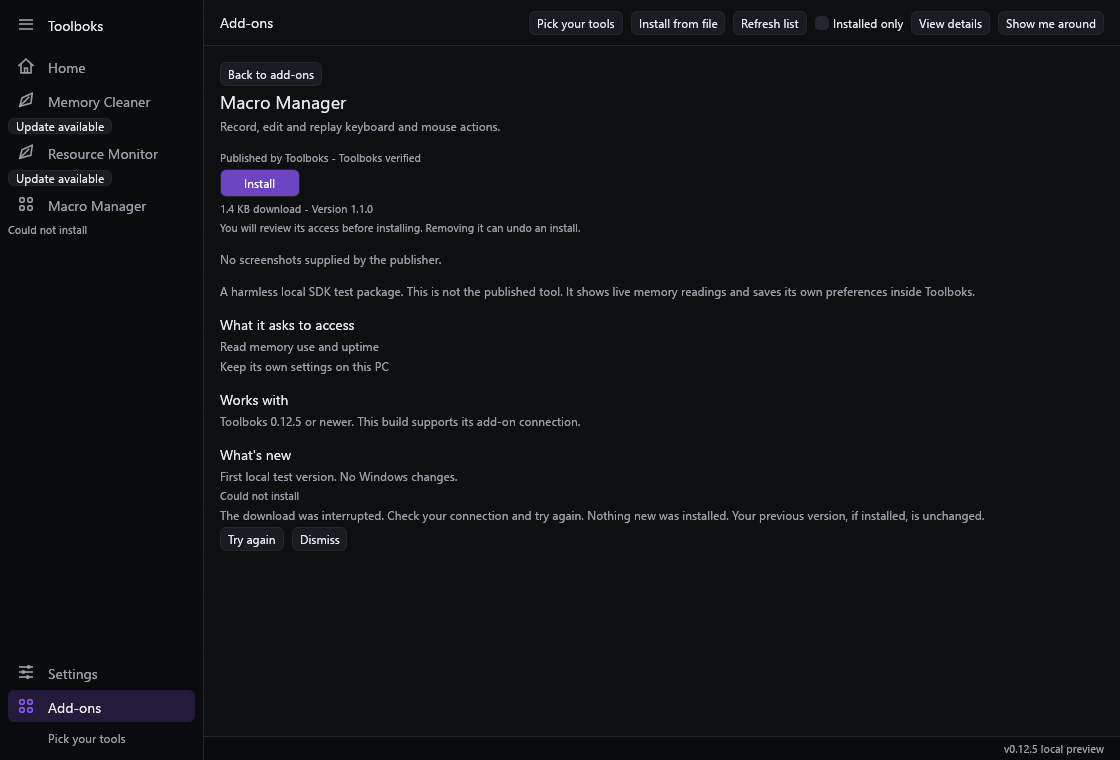 Toolboks
Home
Memory Cleaner
Update available
Resource Monitor
Update available
Macro Manager
Could not install
Settings
Add-ons
Pick your tools
Add-ons
Pick your tools
Install from file
Refresh list
Installed only
View details
Show me around
Back to add-ons
Macro Manager
Record, edit and replay keyboard and mouse actions.
Published by Toolboks - Toolboks verified
Install
1.4 KB download - Version 1.1.0
You will review its access before installing. Removing it can undo an install.
No screenshots supplied by the publisher.
A harmless local SDK test package. This is not the published tool. It shows live memory readings and saves its own preferences inside Toolboks.
What it asks to access
Read memory use and uptime
Keep its own settings on this PC
Works with
Toolboks 0.12.5 or newer. This build supports its add-on connection.
What's new
First local test version. No Windows changes.
Could not install
The download was interrupted. Check your connection and try again. Nothing new was installed. Your previous version, if installed, is unchanged.
Try again
Dismiss
v0.12.5 local preview